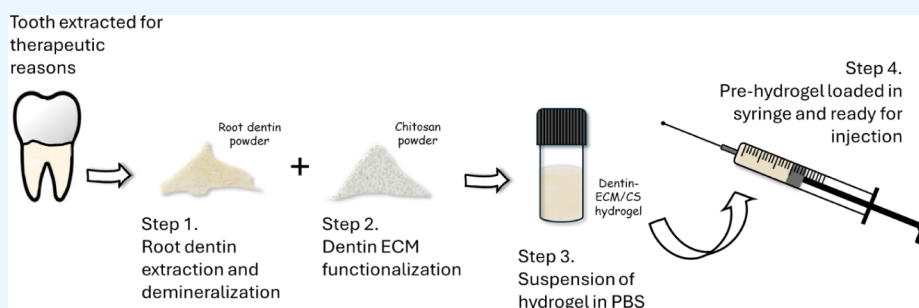 Tooth extracted for
therapeutic
reasons
Root dentin
powder
+
Chitosan
powder
Step 1.
Root dentin
extraction and
demineralization
Step 2.
Dentin ECM
functionalization
Dentin-
ECM/CS
hydrogel
Step 3.
Suspension of
hydrogel in PBS
Step 4.
Pre-hydrogel loaded in
syringe and ready for
injection